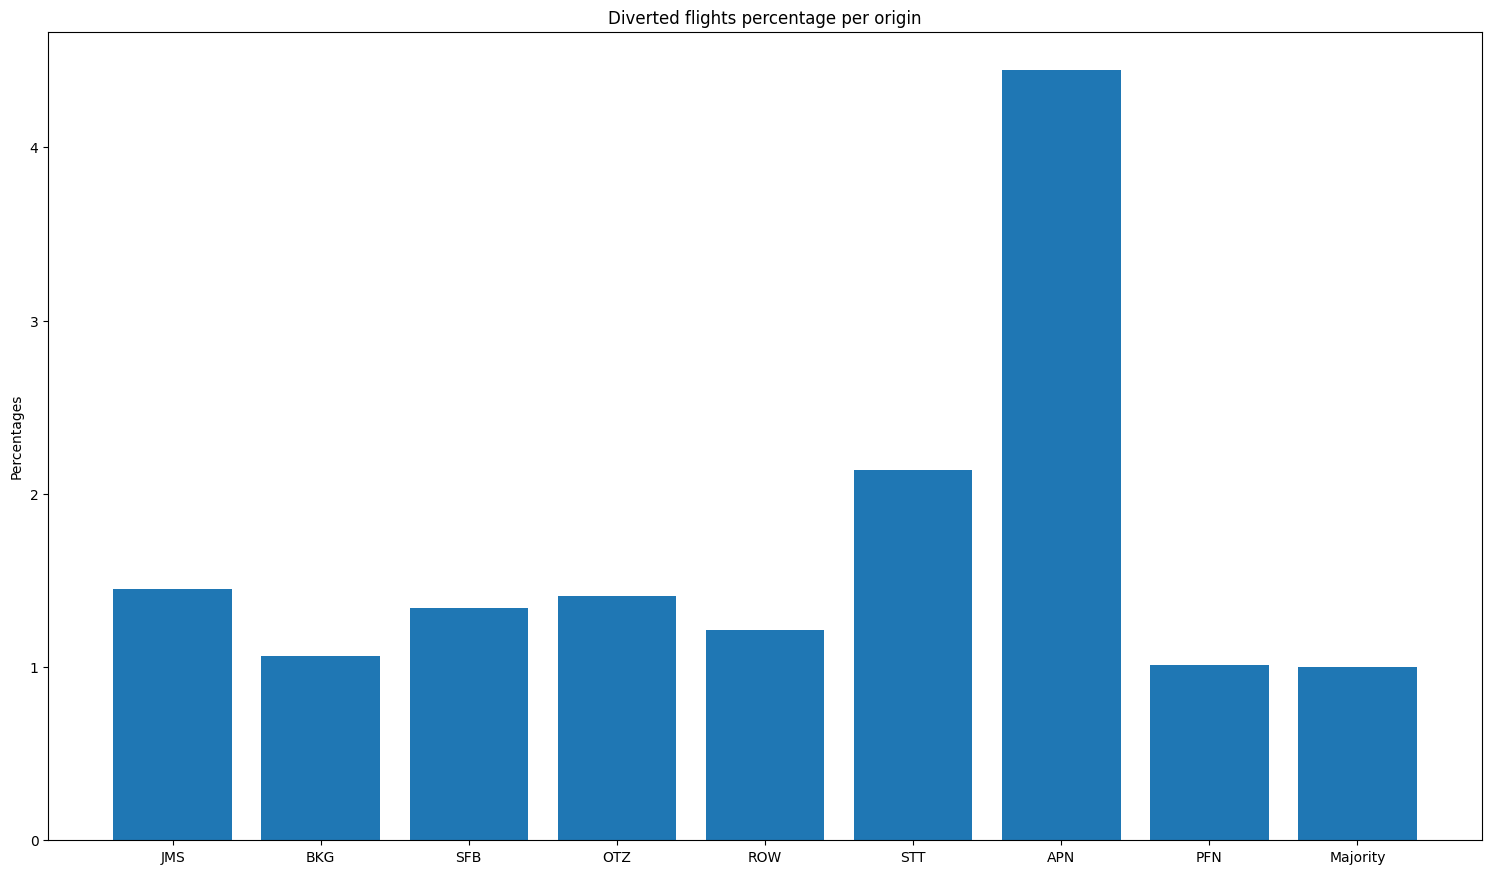 Diverted flights percentage per origin
Percentages
4
3
2
1
0
JMS BKG SFB OTZ ROW STT APN PFN Majority